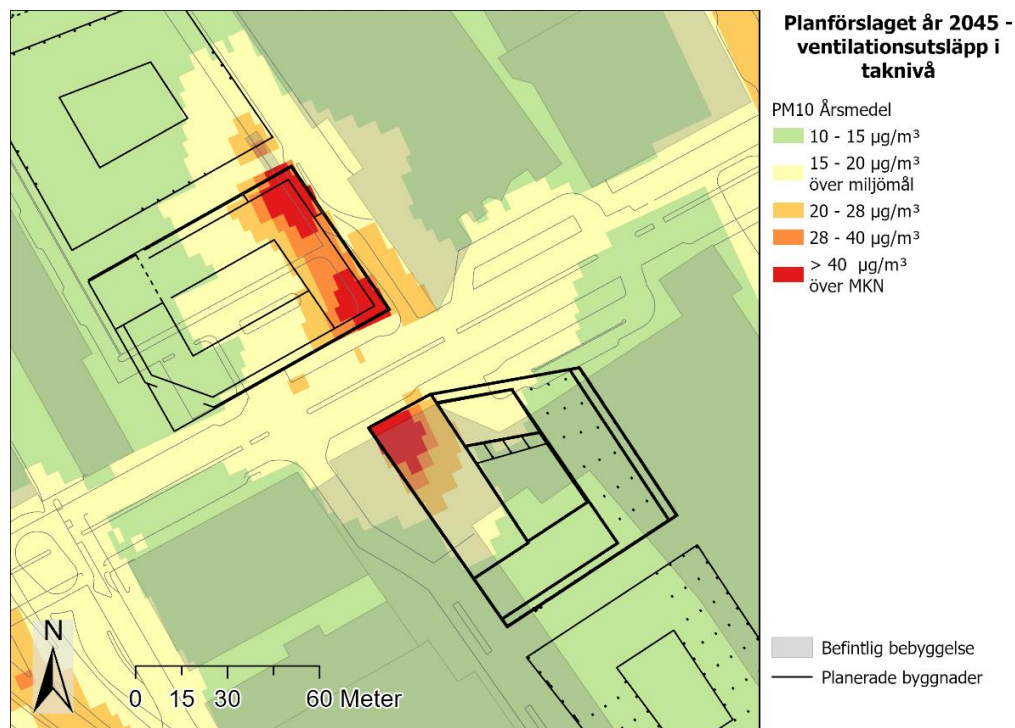 Planförslaget år 2045 -
ventilationsutsläpp i
taknivå
PM10 Årsmedel
10 - 15 µg/m³
15 - 20 µg/m³
över miljömål
20 - 28 µg/m³
28 - 40 µg/m³
> 40 µg/m³
över MKN
Befintlig bebyggelse
Planerade byggnader
N
0 15 30 60 Meter